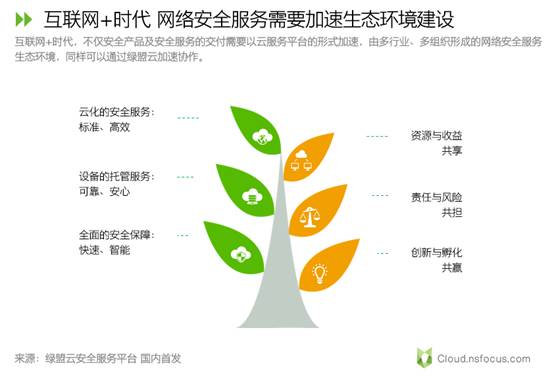 互联网+时代 网络安全服务需要加速生态环境建设
互联网+时代，不仅安全产品及安全服务的交付需要以云服务平台的形式加速，由多行业、多组织形成的网络安全服务
生态环境，同样可以通过绿盟云加速协作。
云化的安全服务：
标准、高效
设备的托管服务：
可靠、安心
全面的安全保障：
快速、智能
资源与收益
共享
责任与风险
共担
创新与孵化
共赢
来源：绿盟云安全服务平台 国内首发
Cloud.nsfocus.com